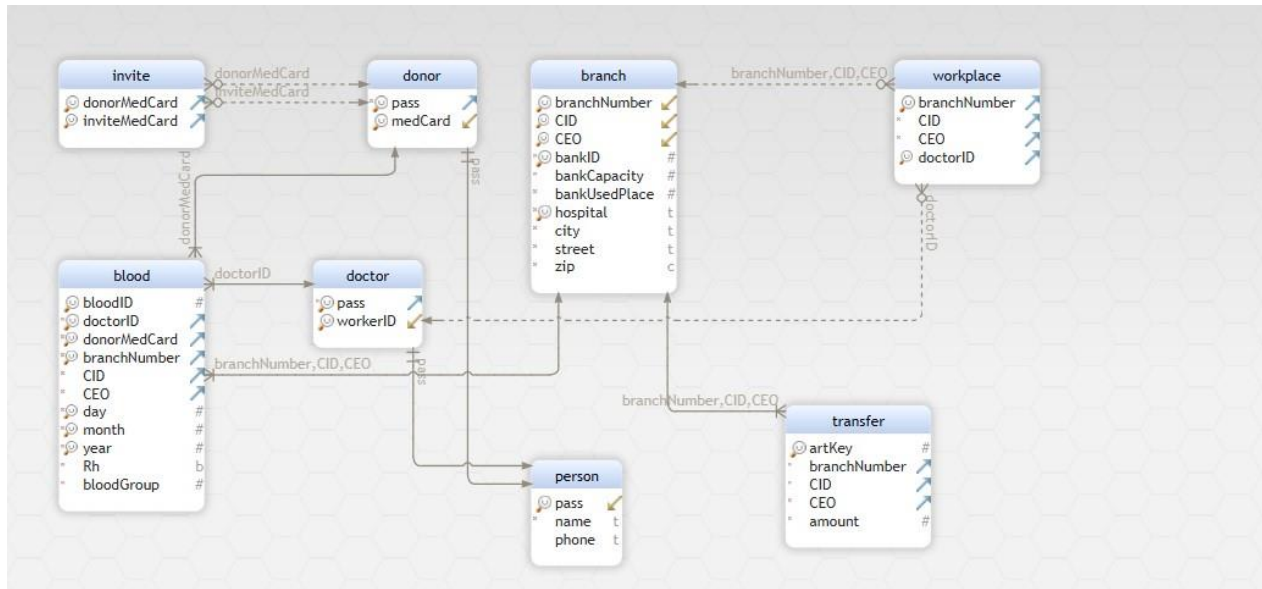 invite
donorMedCard
inviteMedCard
donorMedCard
inviteMedCard
donor
pass
medCard
branch
branchNumber
CID
CEO
bankID #
bankCapacity #
bankUsedPlace #
hospital t
city t
street t
zip c
branchNumber,CID,CEO
workplace
branchNumber
CID
CEO
doctorID
donorMedCard
pass
doctorID
blood
bloodID #
doctorID
donorMedCard
branchNumber
CID
CEO
day #
month #
year #
Rh b
bloodGroup #
doctorID
doctor
pass
workerID
branchNumber,CID,CEO
pass
branchNumber,CID,CEO
transfer
artKey #
branchNumber
CID
CEO
amount #
person
pass
name t
phone t